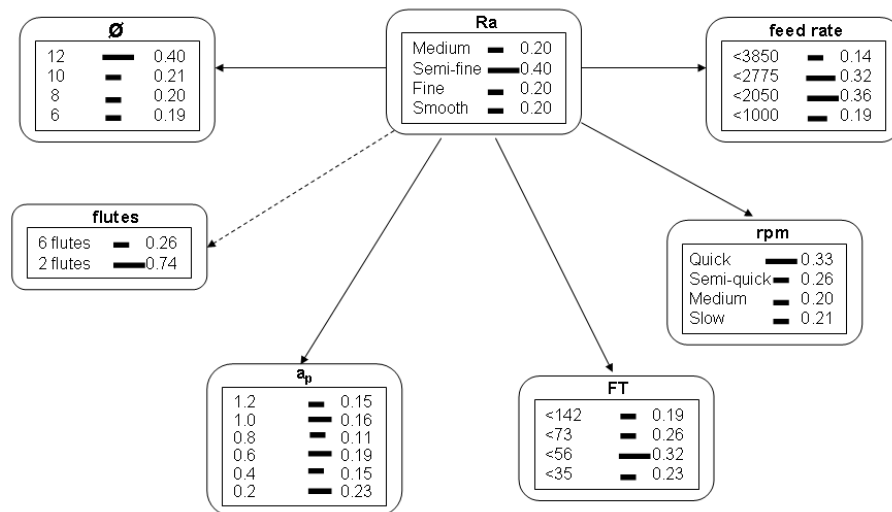 Ø
12 0.40
10 0.21
8 0.20
6 0.19
Ra
Medium 0.20
Semi-fine 0.40
Fine 0.20
Smooth 0.20
feed rate
<3850 0.14
<2775 0.32
<2050 0.36
<1000 0.19
flutes
6 flutes 0.26
2 flutes 0.74
rpm
Quick 0.33
Semi-quick 0.26
Medium 0.20
Slow 0.21
ap
1.2 0.15
1.0 0.16
0.8 0.11
0.6 0.19
0.4 0.15
0.2 0.23
FT
<142 0.19
<73 0.26
<56 0.32
<35 0.23